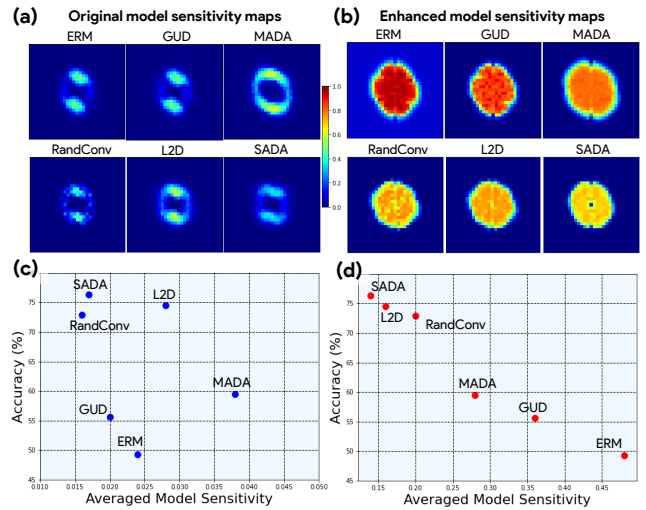 (a) Original model sensitivity maps
ERM GUD MADA
RandConv L2D SADA
1.0
0.8
0.6
0.4
0.2
0.0
(b) Enhanced model sensitivity maps
ERM GUD MADA
RandConv L2D SADA
(c)
Accuracy (%)
75
70
65
60
55
50
45
SADA
L2D
RandConv
MADA
GUD
ERM
0.010 0.015 0.020 0.025 0.030 0.035 0.040 0.045 0.050
Averaged Model Sensitivity
(d)
Accuracy (%)
75
70
65
60
55
50
45
SADA
L2D
RandConv
MADA
GUD
ERM
0.15 0.20 0.25 0.30 0.35 0.40 0.45
Averaged Model Sensitivity